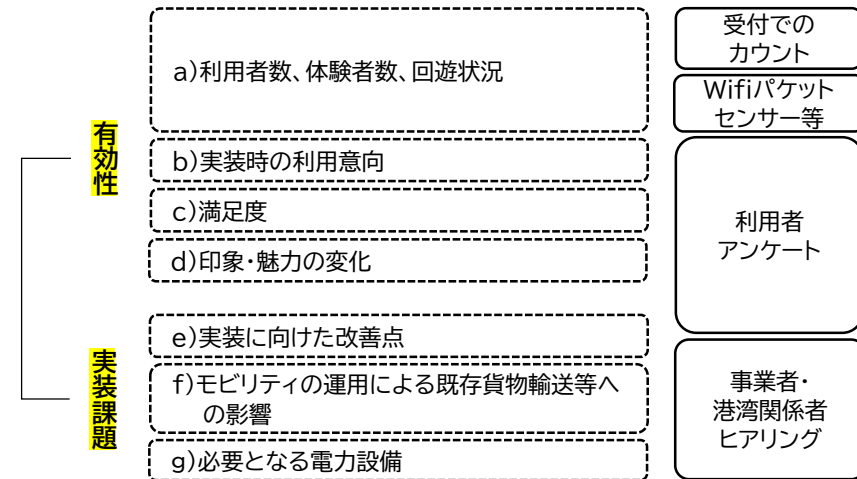 有効性
a)利用者数、体験者数、回遊状況
b)実装時の利用意向
c)満足度
d)印象・魅力の変化
実装課題
e)実装に向けた改善点
f)モビリティの運用による既存貨物輸送等へ
の影響
g)必要となる電力設備
受付での
カウント
Wifiパケット
センサー等
利用者
アンケート
事業者・
港湾関係者
ヒアリング